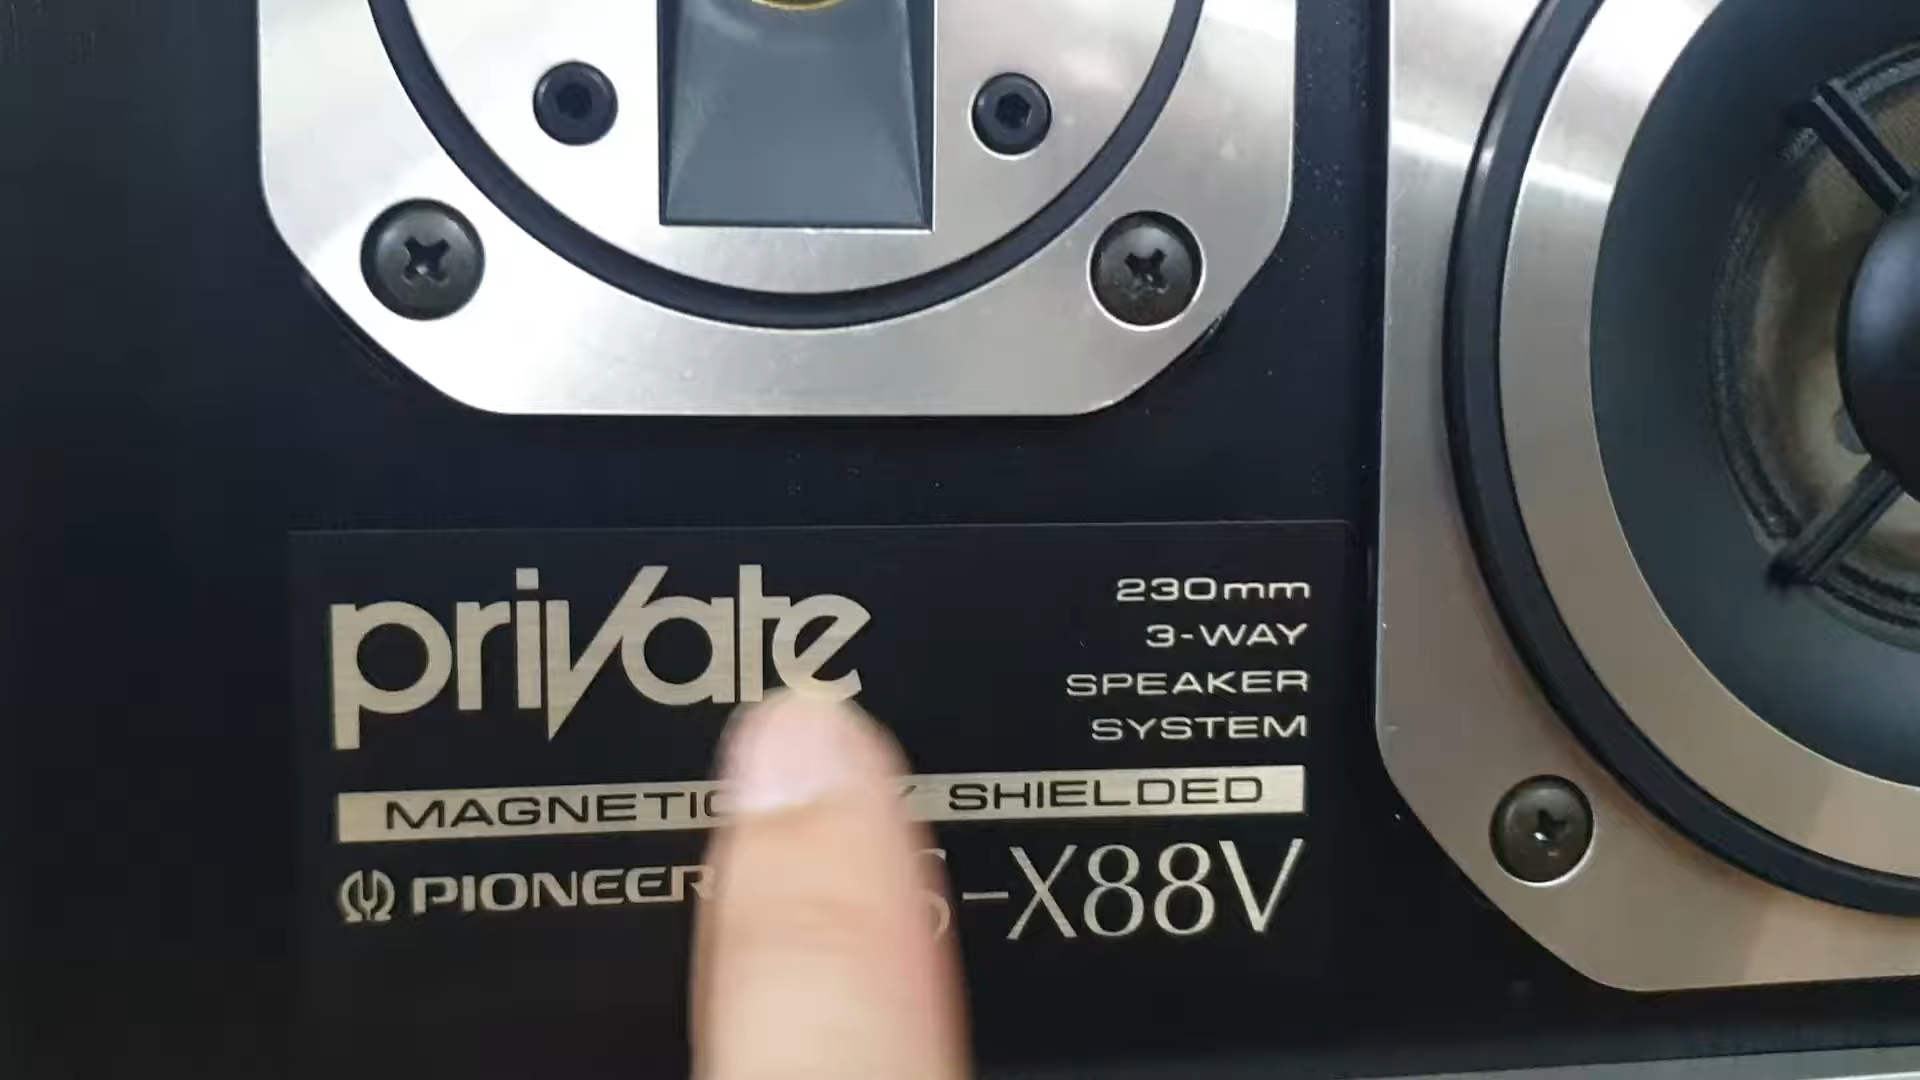 private
230mm
3-WAY
SPEAKER
SYSTEM
SHIELDED
PIONEER
-X88V